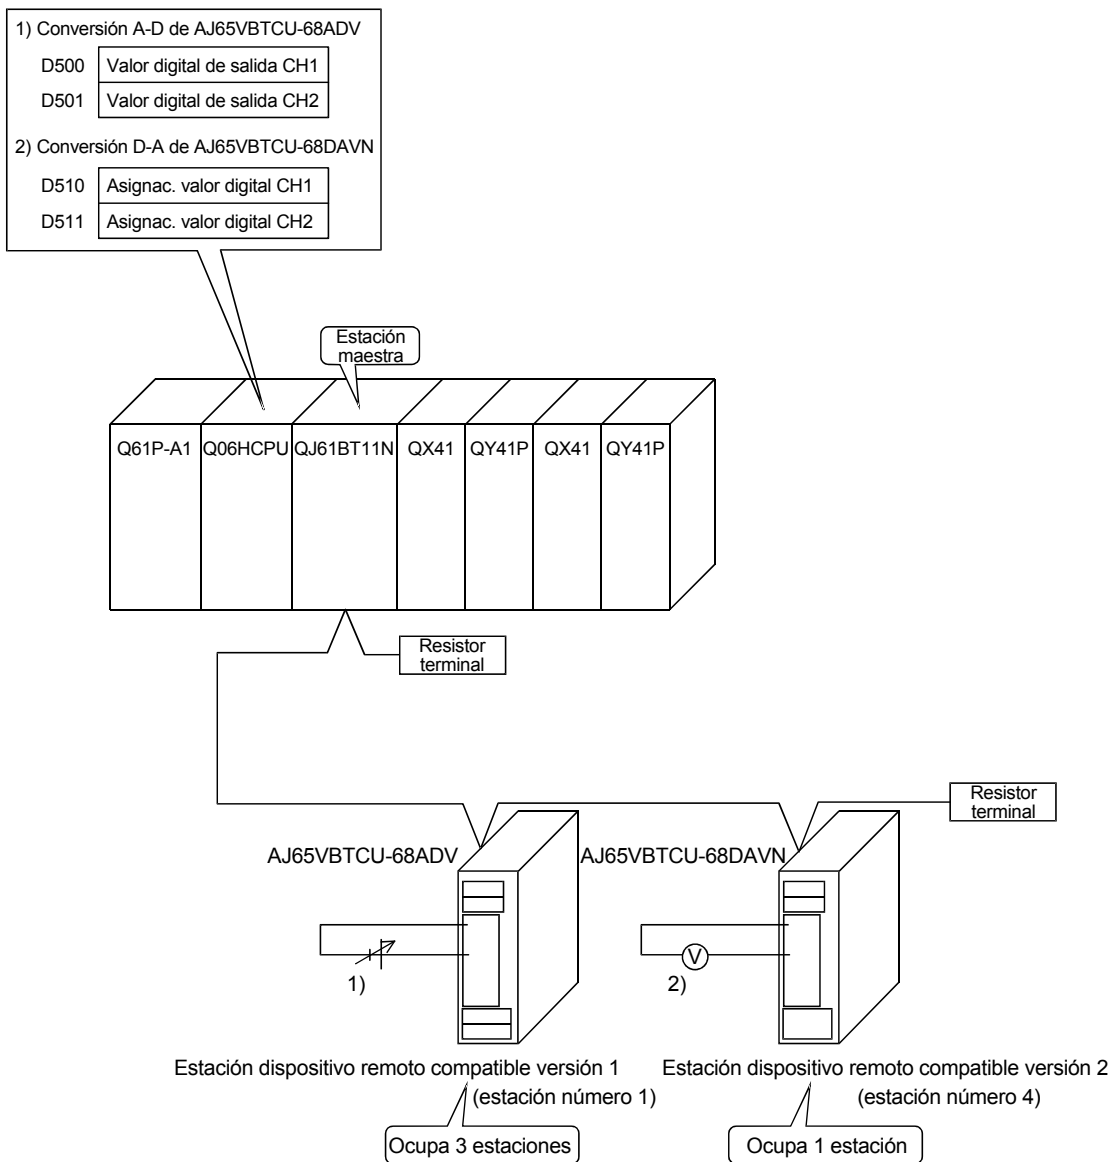 1) Conversión A-D de AJ65VBTCU-68ADV
D500 Valor digital de salida CH1
D501 Valor digital de salida CH2
2) Conversión D-A de AJ65VBTCU-68DAVN
D510 Asignac. valor digital CH1
D511 Asignac. valor digital CH2
Estación
maestra
Q61P-A1 Q06HCPU QJ61BT11N QX41 QY41P QX41 QY41P
Resistor
terminal
Resistor
terminal
AJ65VBTCU-68ADV
AJ65VBTCU-68DAVN
1)
V
2)
Estación dispositivo remoto compatible versión 1
(estación número 1)
Ocupa 3 estaciones
Estación dispositivo remoto compatible versión 2
(estación número 4)
Ocupa 1 estación